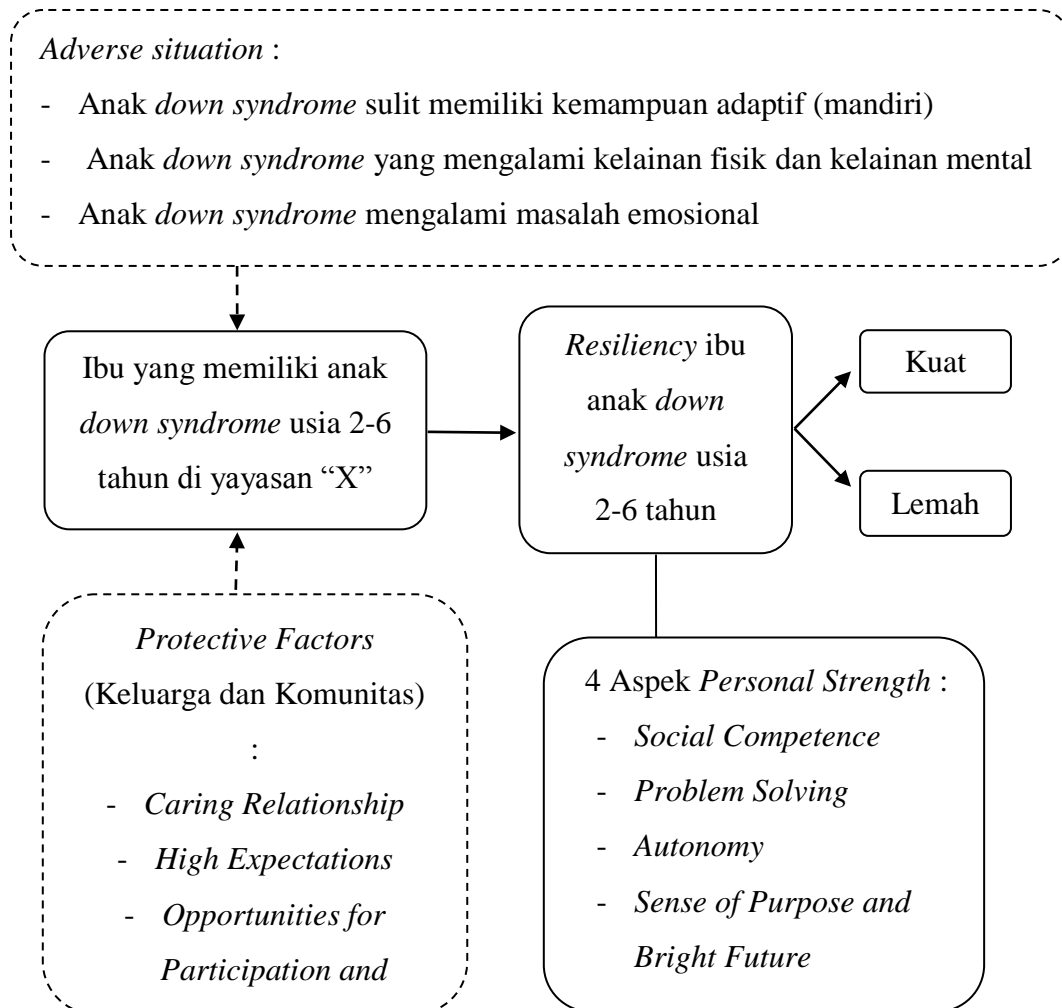 Adverse situation :
- Anak down syndrome sulit memiliki kemampuan adaptif (mandiri)
- Anak down syndrome yang mengalami kelainan fisik dan kelainan mental
- Anak down syndrome mengalami masalah emosional
Ibu yang memiliki anak
down syndrome usia 2-6
tahun di yayasan “X”
Resiliency ibu
anak down
syndrome usia
2-6 tahun
Kuat
Lemah
Protective Factors
(Keluarga dan Komunitas)
:
- Caring Relationship
- High Expectations
- Opportunities for
Participation and
4 Aspek Personal Strength :
- Social Competence
- Problem Solving
- Autonomy
- Sense of Purpose and
Bright Future